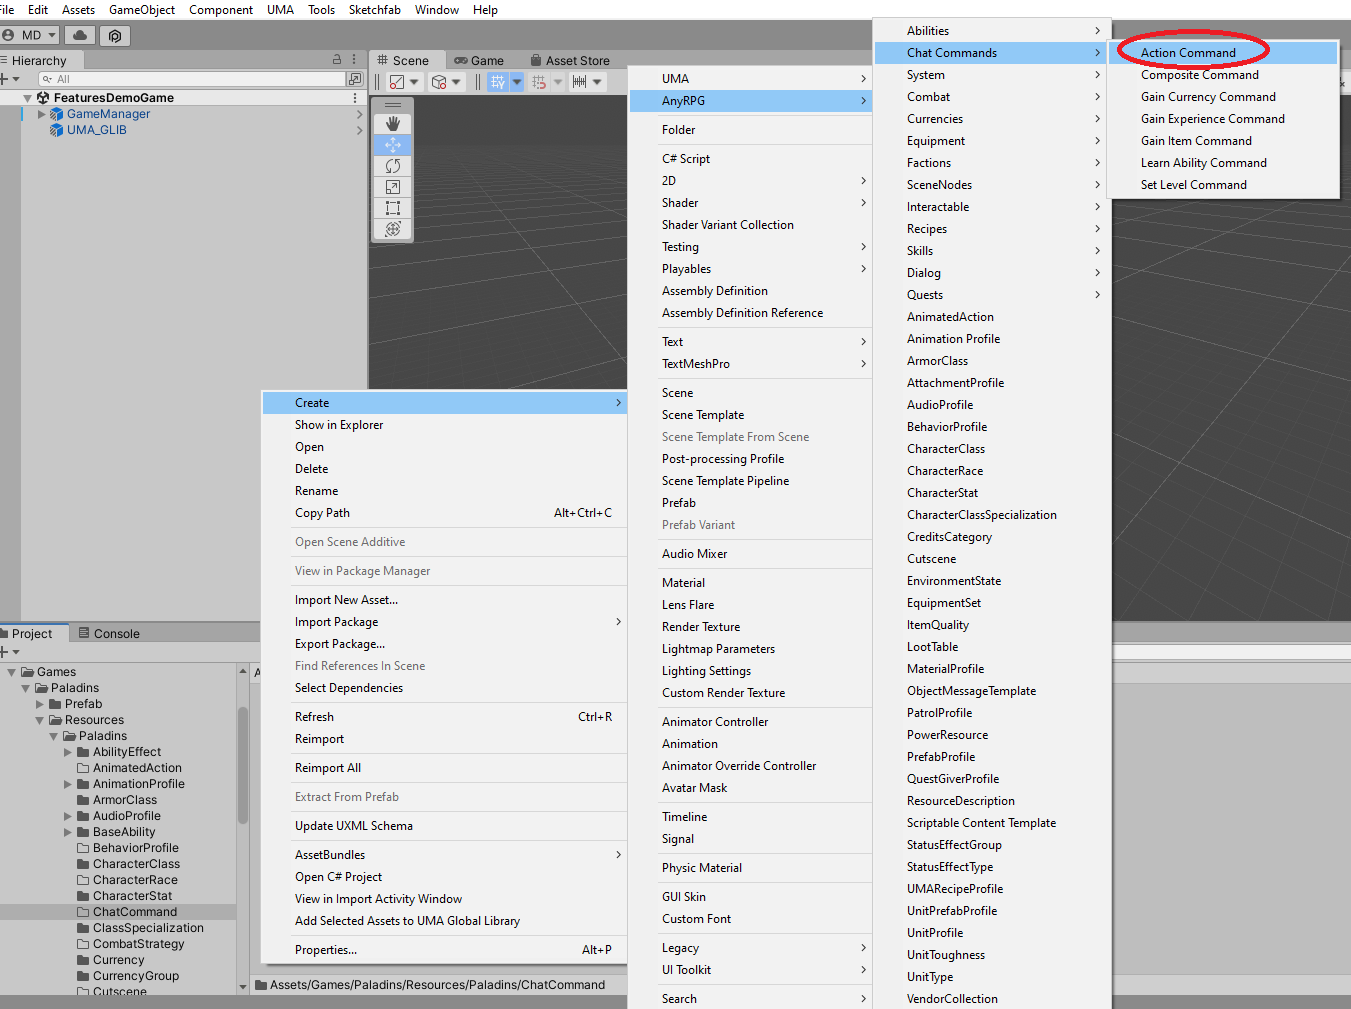 File Edit Assets GameObject Component UMA Tools Sketchfab Window Help
MD
Hierarchy
All
FeaturesDemoGame
GameManager
UMA_GLIB
Scene Game Asset Store
Project Console
Games
Paladins
Prefab
Resources
Paladins
AbilityEffect
AnimatedAction
AnimationProfile
ArmorClass
AudioProfile
BaseAbility
BehaviorProfile
CharacterClass
CharacterRace
CharacterStat
ChatCommand
ClassSpecialization
CombatStrategy
Currency
CurrencyGroup
Cutscene
A
Assets/Games/Paladins/Resources/Paladins/ChatCommand
Create
Show in Explorer
Open
Delete
Rename
Copy Path Alt+Ctrl+C
Open Scene Additive
View in Package Manager
Import New Asset...
Import Package
Export Package...
Find References In Scene
Select Dependencies
Refresh Ctrl+R
Reimport
Reimport All
Extract From Prefab
Update UXML Schema
AssetBundles
Open C# Project
View in Import Activity Window
Add Selected Assets to UMA Global Library
Properties... Alt+P
UMA
AnyRPG
Folder
C# Script
2D
Shader
Shader Variant Collection
Testing
Playables
Assembly Definition
Assembly Definition Reference
Text
TextMeshPro
Scene
Scene Template
Scene Template From Scene
Post-processing Profile
Scene Template Pipeline
Prefab
Prefab Variant
Audio Mixer
Material
Lens Flare
Render Texture
Lightmap Parameters
Lighting Settings
Custom Render Texture
Animator Controller
Animation
Animator Override Controller
Avatar Mask
Timeline
Signal
Physic Material
GUI Skin
Custom Font
Legacy
UI Toolkit
Search
Abilities
Chat Commands
System
Combat
Currencies
Equipment
Factions
SceneNodes
Interactable
Recipes
Skills
Dialog
Quests
AnimatedAction
Animation Profile
ArmorClass
AttachmentProfile
AudioProfile
BehaviorProfile
CharacterClass
CharacterRace
CharacterStat
CharacterClassSpecialization
CreditsCategory
Cutscene
EnvironmentState
EquipmentSet
ItemQuality
LootTable
MaterialProfile
ObjectMessageTemplate
PatrolProfile
PowerResource
PrefabProfile
QuestGiverProfile
ResourceDescription
Scriptable Content Template
StatusEffectGroup
StatusEffectType
UMARecipeProfile
UnitPrefabProfile
UnitProfile
UnitToughness
UnitType
VendorCollection
Action Command
Composite Command
Gain Currency Command
Gain Experience Command
Gain Item Command
Learn Ability Command
Set Level Command